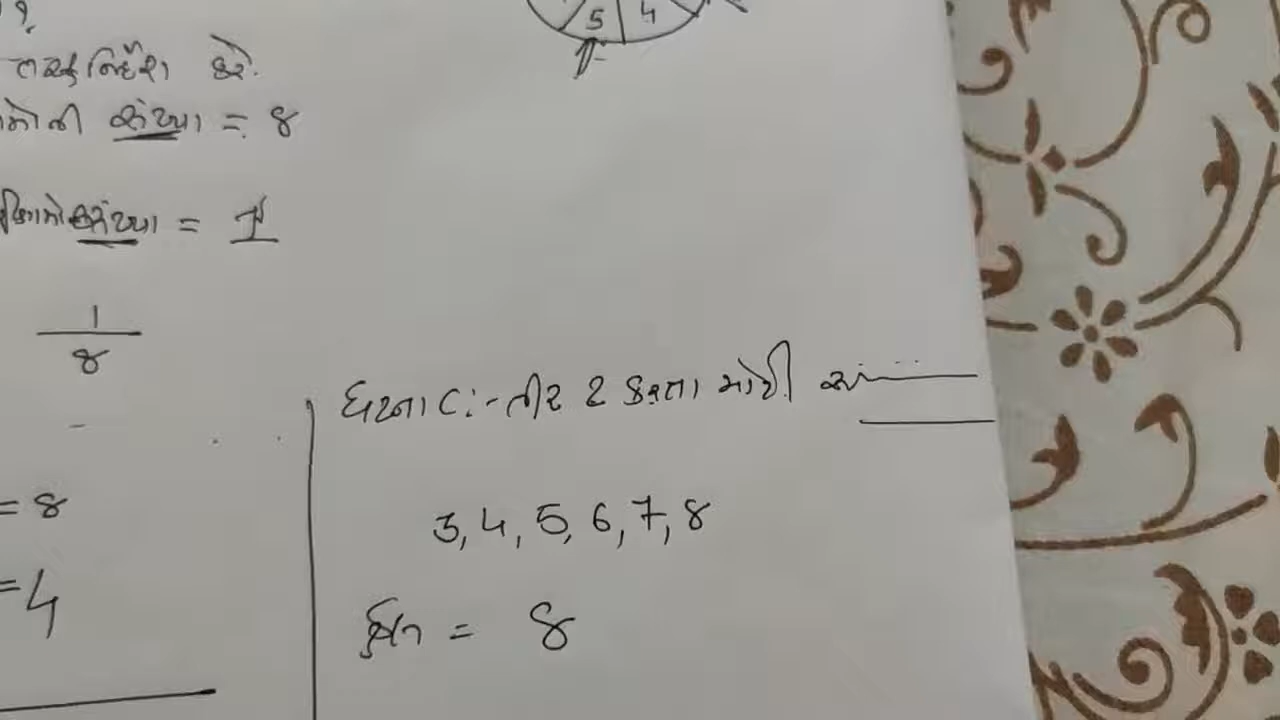 ?
5 4
તરફ નિર્દેશ કરે.
સંખ્યા = 8
સંખ્યા = 1
1
8
= 8
= 4
ઘટના C :- તીર 2 કરતા મોટી
3, 4, 5, 6, 7, 8
કુલ = 8